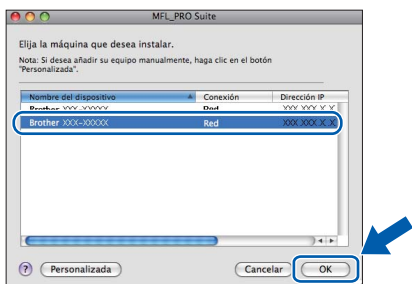 MFL_PRO Suite
Elija la máquina que desea instalar.
Nota: Si desea añadir su equipo manualmente, haga clic en el botón
"Personalizada".
Nombre del dispositivo Conexión Dirección IP
Brother XXX-XXXXX Red XXX.XXX.X.X
Brother XXX-XXXXX Red XXX.XXX.X.X
? Personalizada Cancelar OK